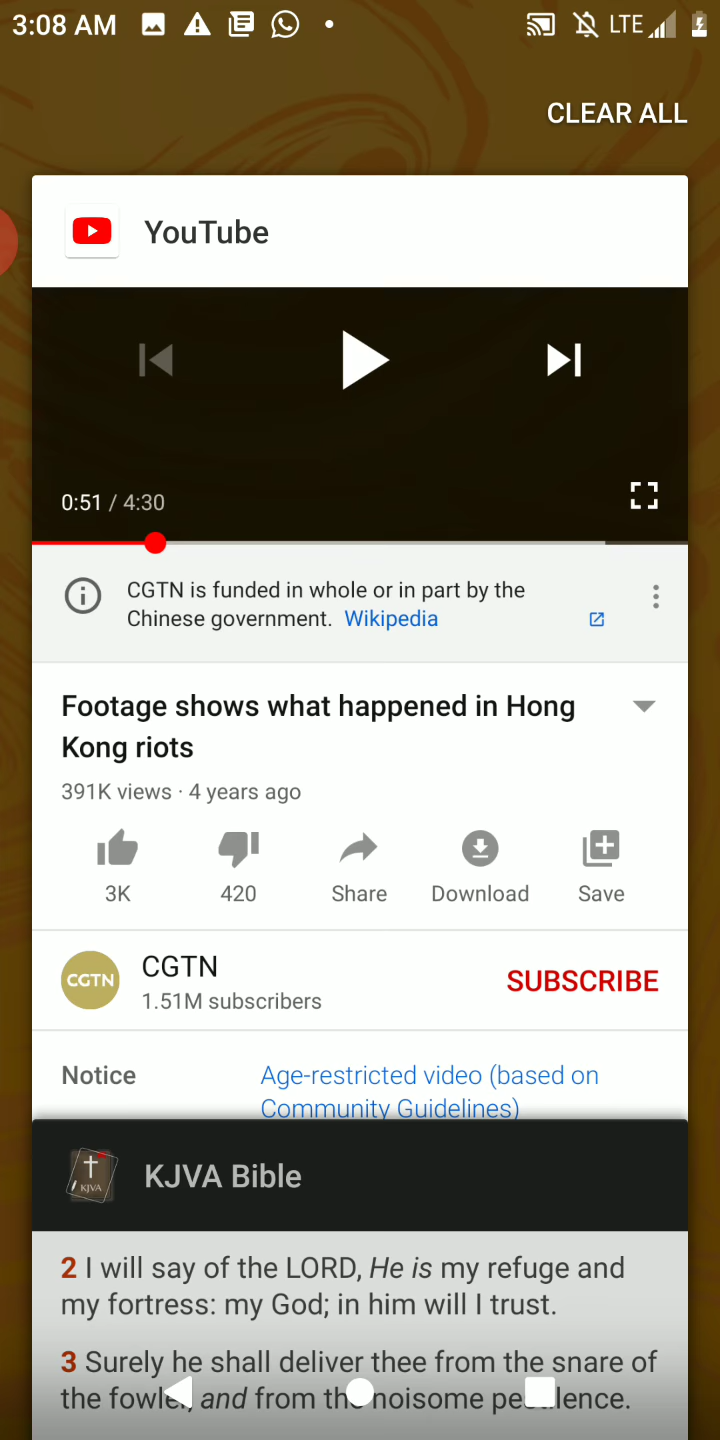 3:08 AM LTE
CLEAR ALL
YouTube
0:51 / 4:30
CGTN is funded in whole or in part by the
Chinese government. Wikipedia
Footage shows what happened in Hong
Kong riots
391K views · 4 years ago
3K 420 Share Download Save
CGTN
CGTN
1.51M subscribers
SUBSCRIBE
Notice Age-restricted video (based on
Community Guidelines)
KJVA
KJVA Bible
2 I will say of the LORD, He is my refuge and
my fortress: my God; in him will I trust.
3 Surely he shall deliver thee from the snare of
the fowler, and from the noisome pestilence.